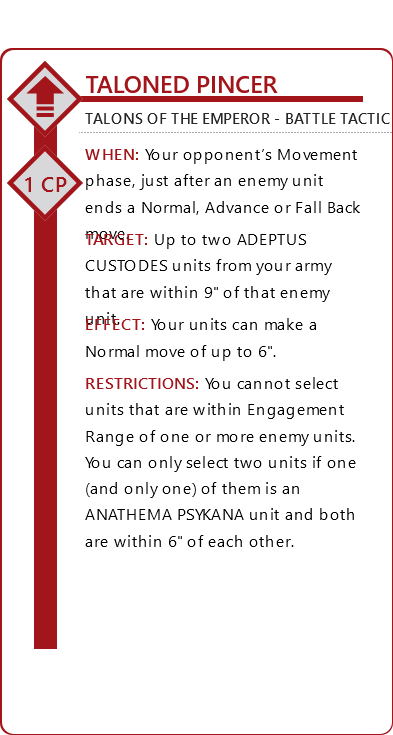 TALONED PINCER
TALONS OF THE EMPEROR - BATTLE TACTIC
1 CP
WHEN: Your opponent's Movement
phase, just after an enemy unit
ends a Normal, Advance or Fall Back
move.
TARGET: Up to two ADEPTUS
CUSTODES units from your army
that are within 9" of that enemy
unit.
EFFECT: Your units can make a
Normal move of up to 6".
RESTRICTIONS: You cannot select
units that are within Engagement
Range of one or more enemy units.
You can only select two units if one
(and only one) of them is an
ANATHEMA PSYKANA unit and both
are within 6" of each other.